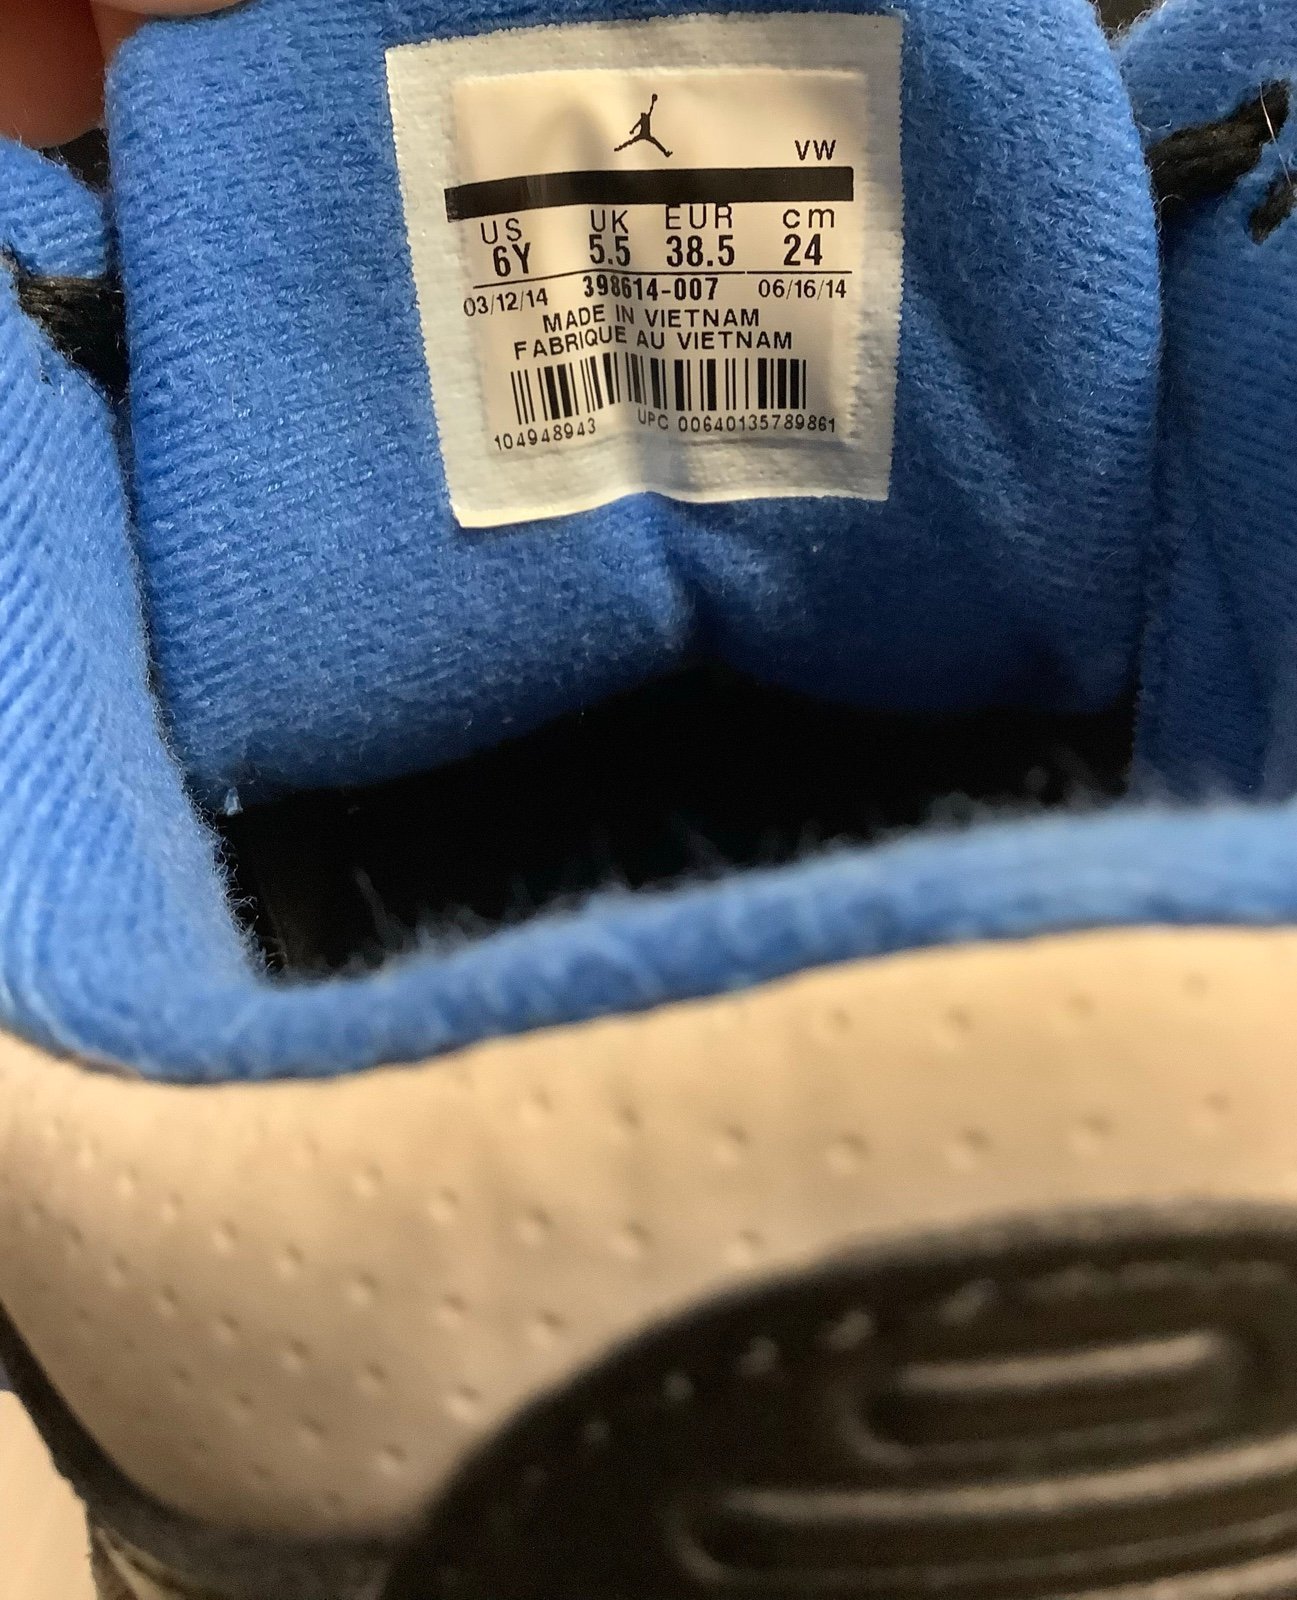 VW
US UK EUR cm
6Y 5.5 38.5 24
03/12/14 398614-007 06/16/14
MADE IN VIETNAM
FABRIQUE AU VIETNAM
104948943 UPC 00640135789861